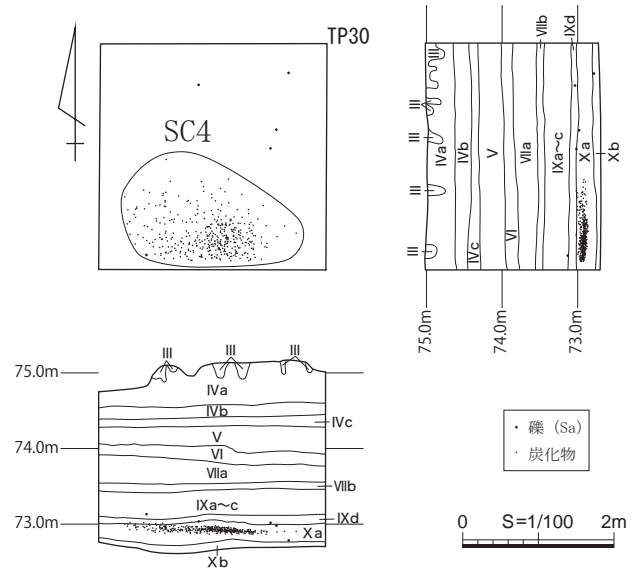 TP30
SC4
III
III
III
III
III
IVa
IVb
IVc
V
VI
VIIa
VIIb
IXa～c
IXd
Xa
Xb
75.0m
74.0m
73.0m
III
III
III
75.0m
IVa
IVb
IVc
V
74.0m
VI
VIIa
VIIb
IXa～c
73.0m
IXd
Xa
Xb
礫（Sa）
炭化物
0 S=1/100 2m